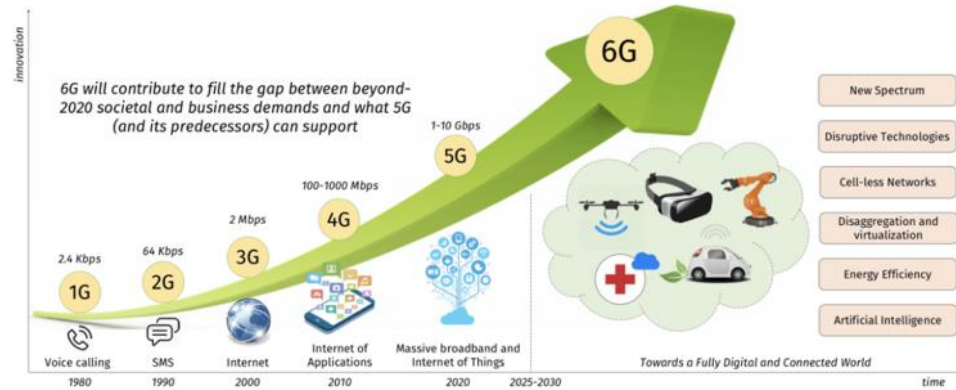 innovation
6G will contribute to fill the gap between beyond-
2020 societal and business demands and what 5G
(and its predecessors) can support
2.4 Kbps
1G
Voice calling
1980
64 Kbps
2G
SMS
1990
2 Mbps
3G
Internet
2000
100-1000 Mbps
4G
Internet of
Applications
2010
1-10 Gbps
5G
Massive broadband and
Internet of Things
2020
6G
2025-2030
Towards a Fully Digital and Connected World
time
New Spectrum
Disruptive Technologies
Cell-less Networks
Disaggregation and
virtualization
Energy Efficiency
Artificial Intelligence